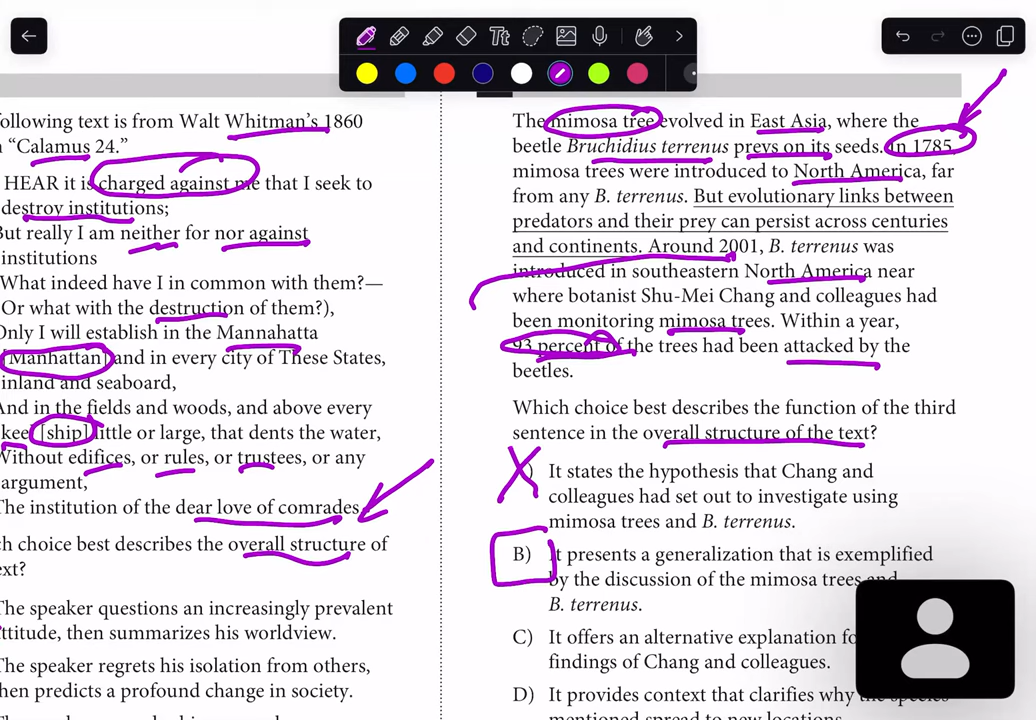 Tt
ollowing text is from Walt Whitman’s 1860
“Calamus 24.”
HEAR it is charged against me that I seek to
destroy institutions;
But really I am neither for nor against
institutions
What indeed have I in common with them?—
Or what with the destruction of them?),
Only I will establish in the Mannahatta
[Manhattan] and in every city of These States,
inland and seaboard,
And in the fields and woods, and above every
keel [ship] little or large, that dents the water,
Without edifices, or rules, or trustees, or any
argument,
The institution of the dear love of comrades.
ch choice best describes the overall structure of
ext?
The speaker questions an increasingly prevalent
attitude, then summarizes his worldview.
The speaker regrets his isolation from others,
hen predicts a profound change in society.
The mimosa tree evolved in East Asia, where the
beetle Bruchidius terrenus preys on its seeds. In 1785,
mimosa trees were introduced to North America, far
from any B. terrenus. But evolutionary links between
predators and their prey can persist across centuries
and continents. Around 2001, B. terrenus was
introduced in southeastern North America near
where botanist Shu-Mei Chang and colleagues had
been monitoring mimosa trees. Within a year,
93 percent of the trees had been attacked by the
beetles.
Which choice best describes the function of the third
sentence in the overall structure of the text?
It states the hypothesis that Chang and
colleagues had set out to investigate using
mimosa trees and B. terrenus.
B) It presents a generalization that is exemplified
by the discussion of the mimosa trees and
B. terrenus.
C) It offers an alternative explanation fo
findings of Chang and colleagues.
D) It provides context that clarifies why the species
mentioned spread to new locations.